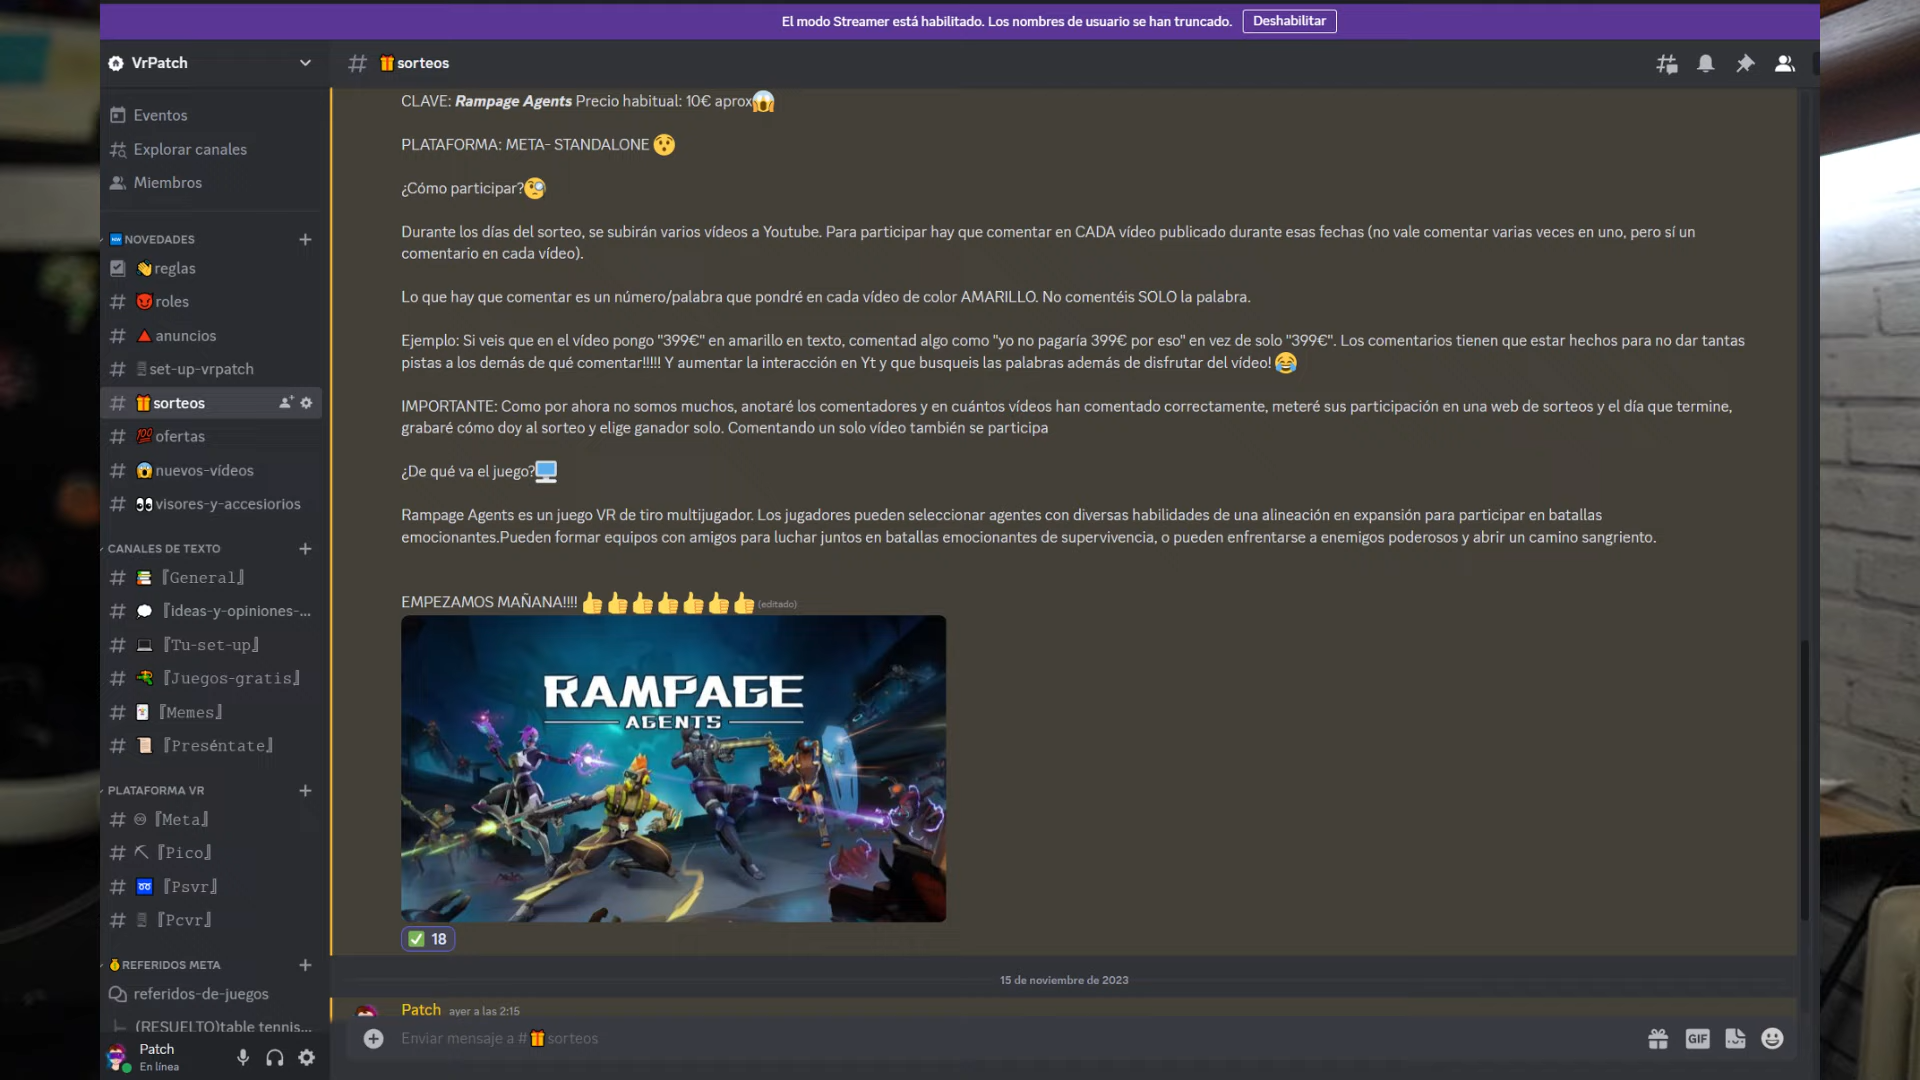 El modo Streamer está habilitado. Los nombres de usuario se han truncado. Deshabilitar
VrPatch
Eventos
Explorar canales
Miembros
NOVEDADES
reglas
roles
anuncios
set-up-vrpatch
sorteos
ofertas
nuevos-vídeos
visores-y-accesiorios
CANALES DE TEXTO
『General』
『ideas-y-opiniones-...
『Tu-set-up』
『Juegos-gratis』
『Memes』
『Preséntate』
PLATAFORMA VR
『Meta』
『Pico』
『Psvr』
『Pcvr』
REFERIDOS META
referidos-de-juegos
(RESUELTO)table tennis...
Patch
En línea
sorteos
CLAVE: Rampage Agents Precio habitual: 10€ aprox
PLATAFORMA: META- STANDALONE
¿Cómo participar?
Durante los días del sorteo, se subirán varios vídeos a Youtube. Para participar hay que comentar en CADA vídeo publicado durante esas fechas (no vale comentar varias veces en uno, pero sí un
comentario en cada vídeo).
Lo que hay que comentar es un número/palabra que pondré en cada vídeo de color AMARILLO. No comentéis SOLO la palabra.
Ejemplo: Si veis que en el vídeo pongo "399€" en amarillo en texto, comentad algo como "yo no pagaría 399€ por eso" en vez de solo "399€". Los comentarios tienen que estar hechos para no dar tantas
pistas a los demás de qué comentar!!!!! Y aumentar la interacción en Yt y que busqueis las palabras además de disfrutar del vídeo!
IMPORTANTE: Como por ahora no somos muchos, anotaré los comentadores y en cuántos vídeos han comentado correctamente, meteré sus participación en una web de sorteos y el día que termine,
grabaré cómo doy al sorteo y elige ganador solo. Comentando un solo vídeo también se participa
¿De qué va el juego?
Rampage Agents es un juego VR de tiro multijugador. Los jugadores pueden seleccionar agentes con diversas habilidades de una alineación en expansión para participar en batallas
emocionantes.Pueden formar equipos con amigos para luchar juntos en batallas emocionantes de supervivencia, o pueden enfrentarse a enemigos poderosos y abrir un camino sangriento.
EMPEZAMOS MAÑANA!!!! (editado)
RAMPAGE
AGENTS
18
15 de noviembre de 2023
Patch ayer a las 2:15
Enviar mensaje a # sorteos
GIF